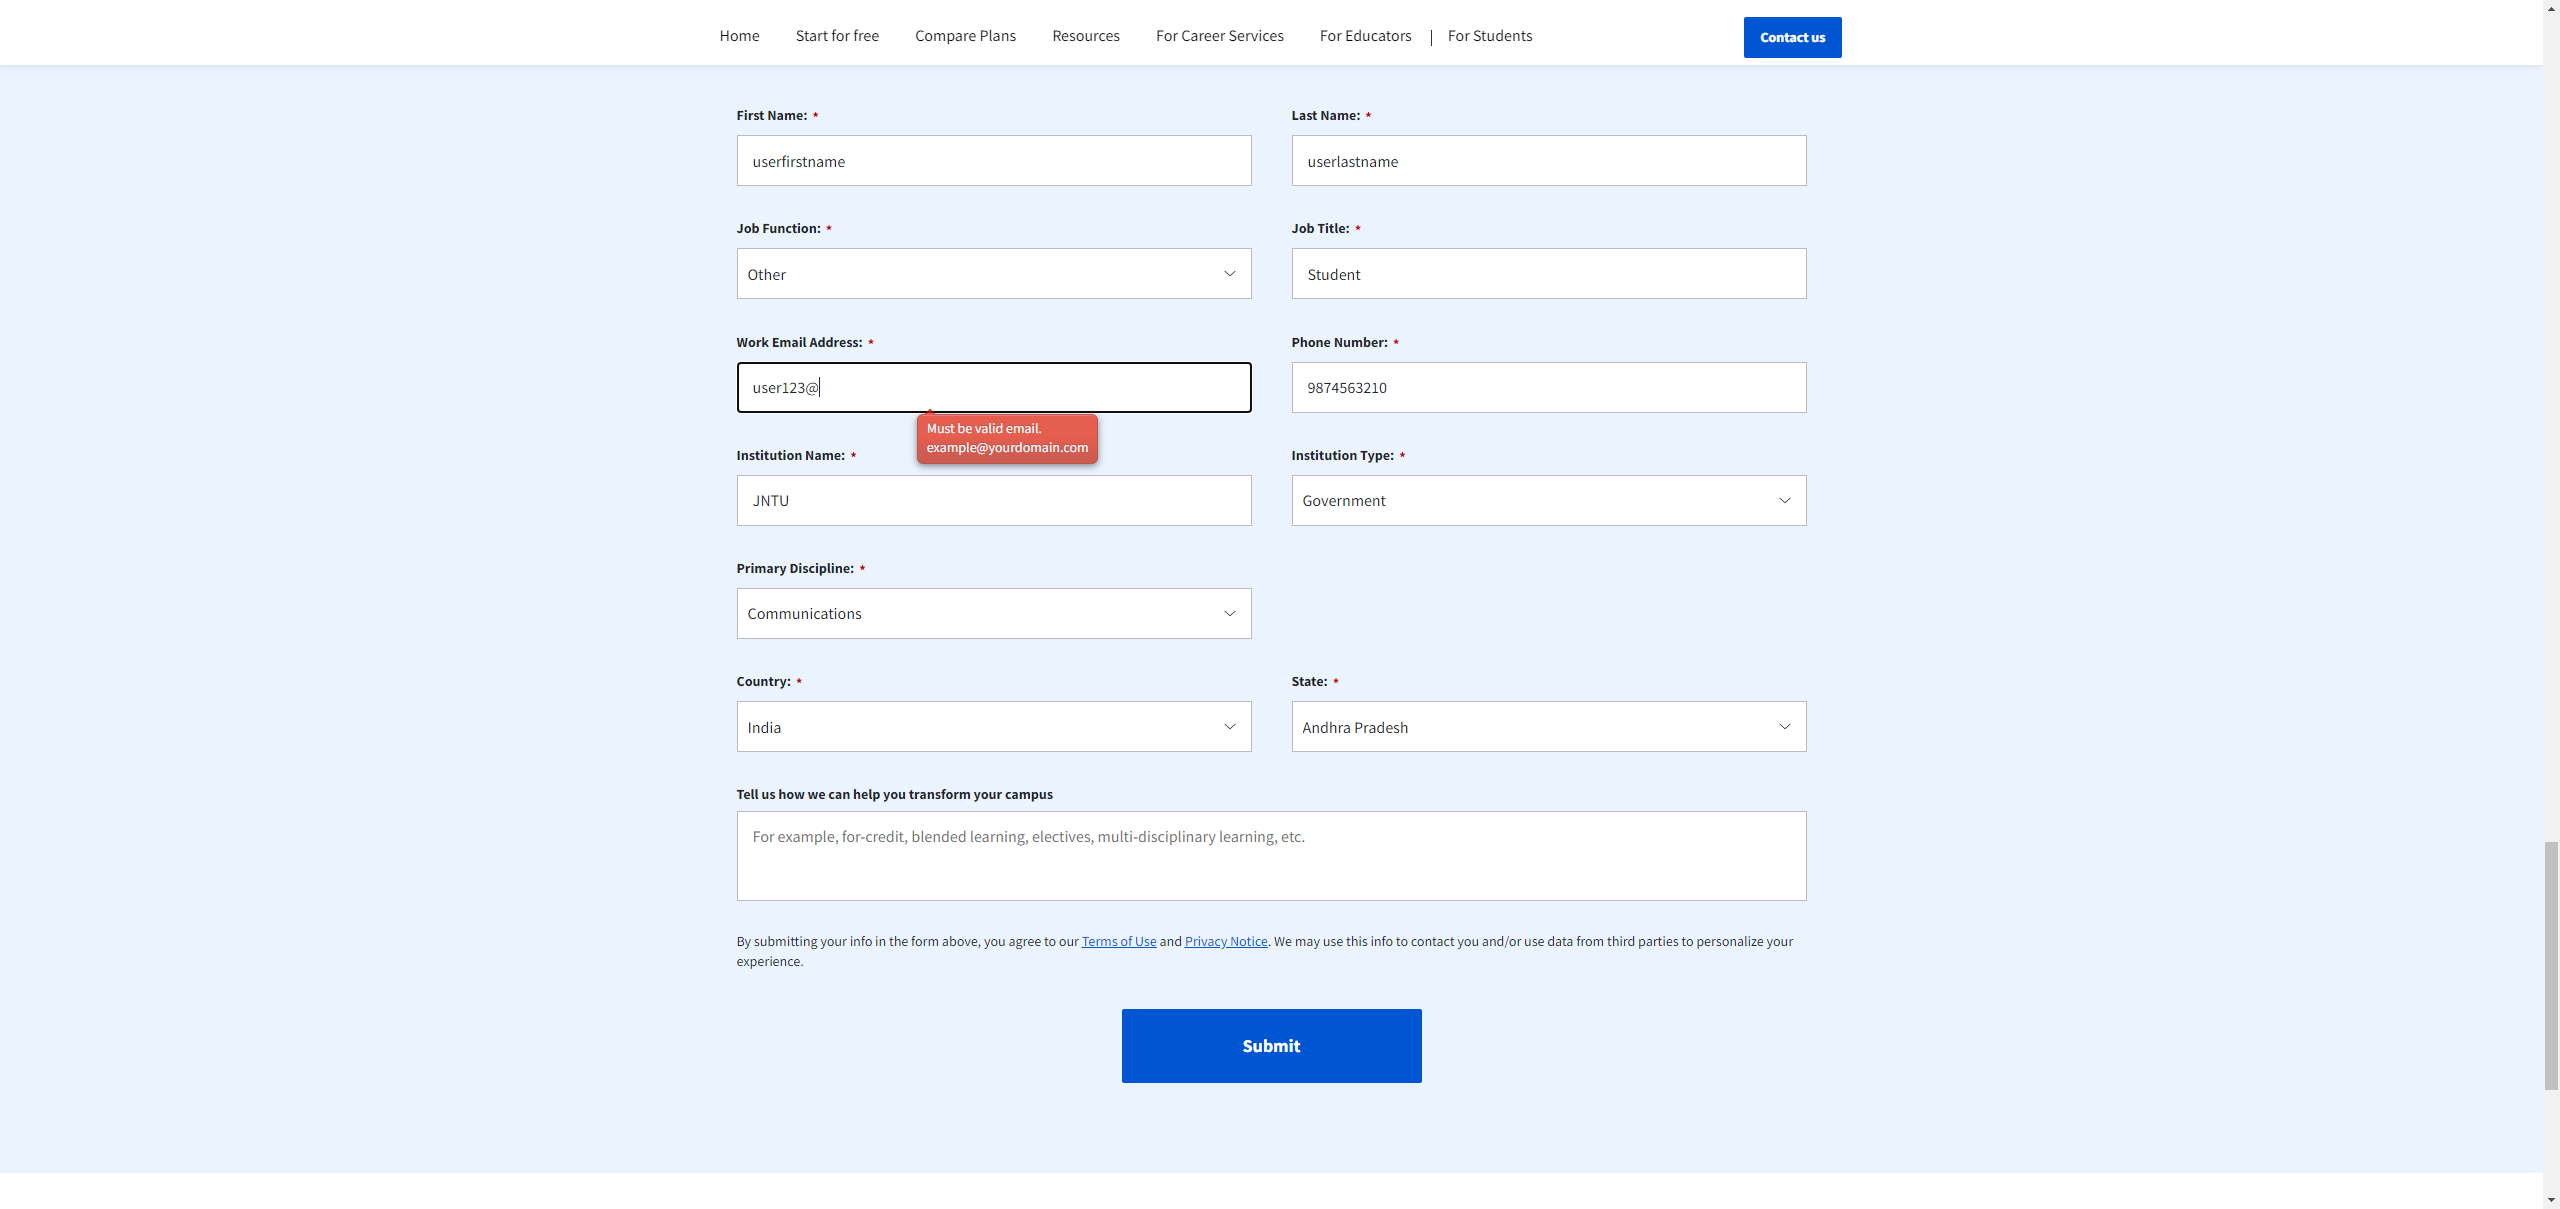 Home Start for free Compare Plans Resources For Career Services For Educators | For Students Contact us
First Name: * Last Name: *
userfirstname userlastname
Job Function: * Job Title: *
Other Student
Work Email Address: * Phone Number: *
user123@ 9874563210
Must be valid email.
example@yourdomain.com
Institution Name: * Institution Type: *
JNTU Government
Primary Discipline: *
Communications
Country: * State: *
India Andhra Pradesh
Tell us how we can help you transform your campus
For example, for-credit, blended learning, electives, multi-disciplinary learning, etc.
By submitting your info in the form above, you agree to our Terms of Use and Privacy Notice. We may use this info to contact you and/or use data from third parties to personalize your
experience.
Submit